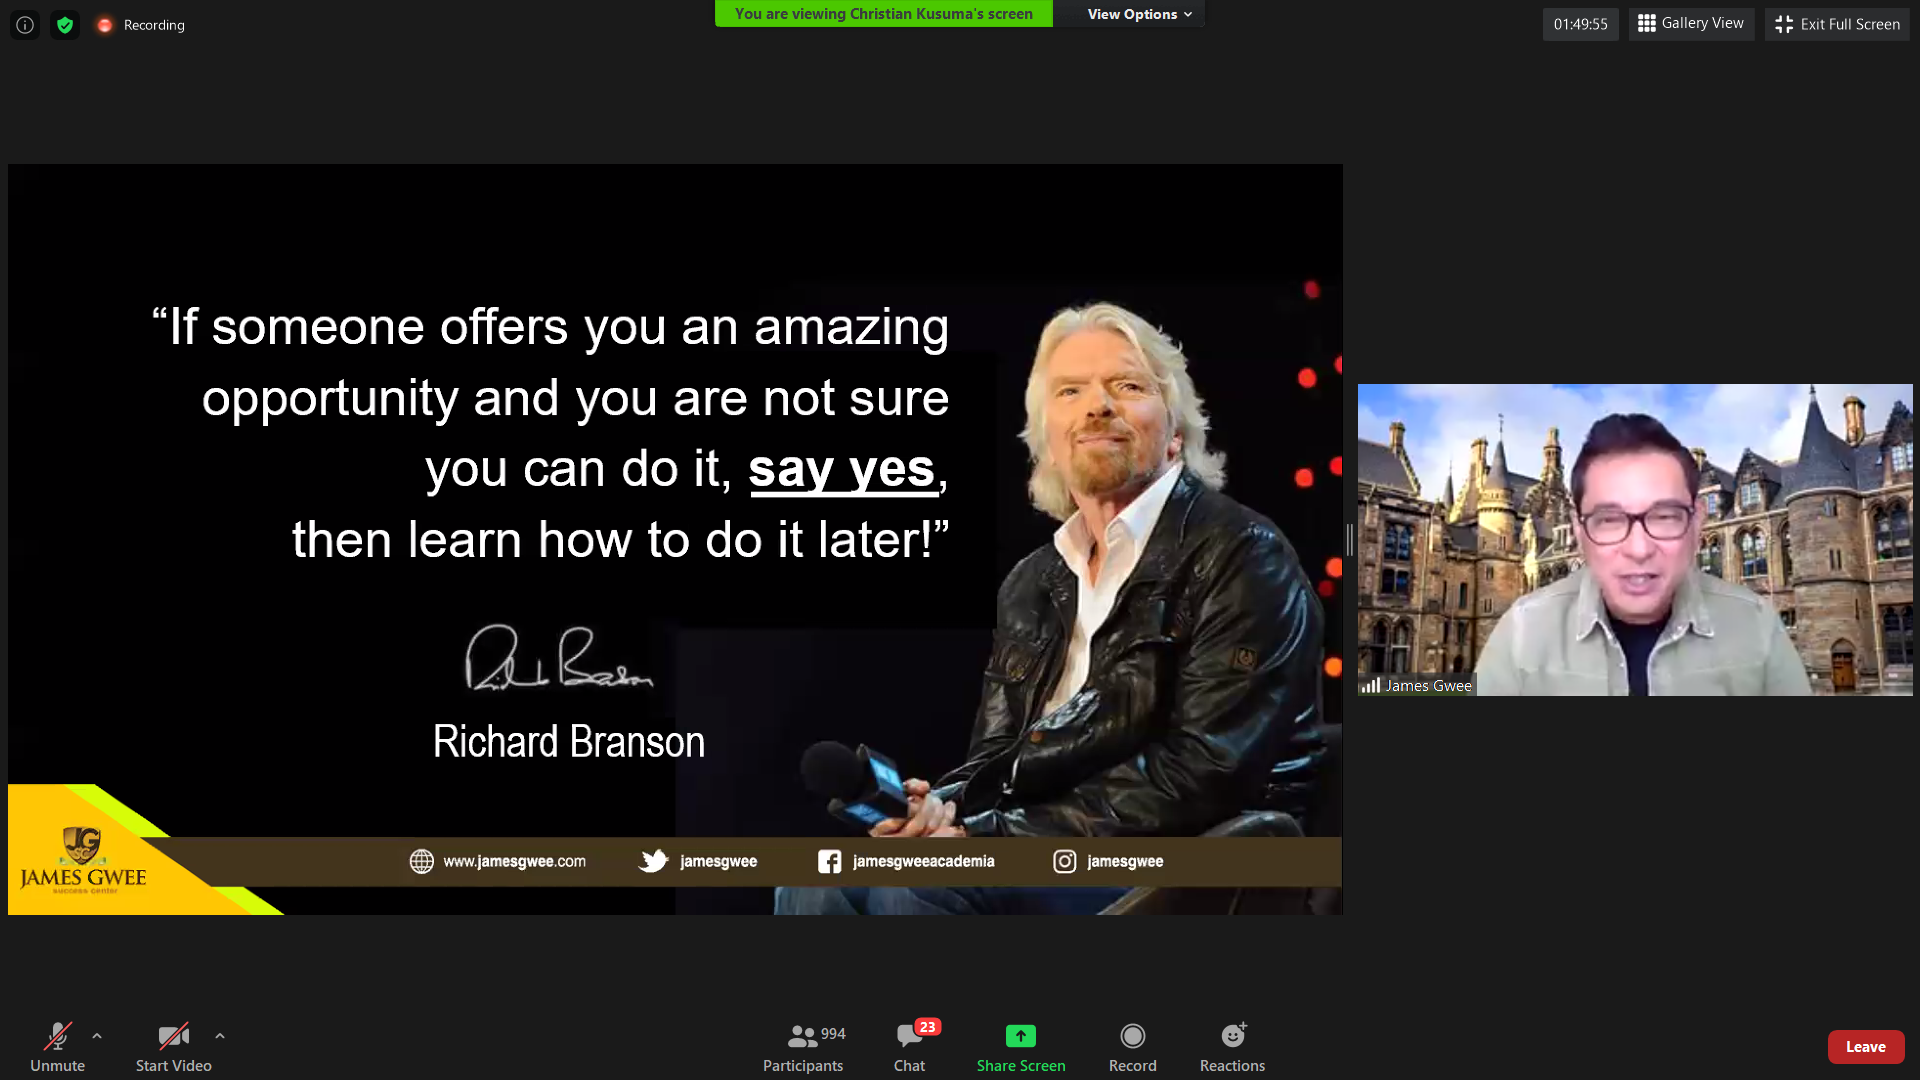 Recording
You are viewing Christian Kusuma's screen
View Options
01:49:55
Gallery View
Exit Full Screen
“If someone offers you an amazing
opportunity and you are not sure
you can do it, say yes,
then learn how to do it later!”
Richard Branson
Richard Branson
JG
SC
JAMES GWEE
success center
www.jamesgwee.com
jamesgwee
jamesgweeacademia
jamesgwee
James Gwee
Unmute
Start Video
994
Participants
23
Chat
Share Screen
Record
Reactions
Leave